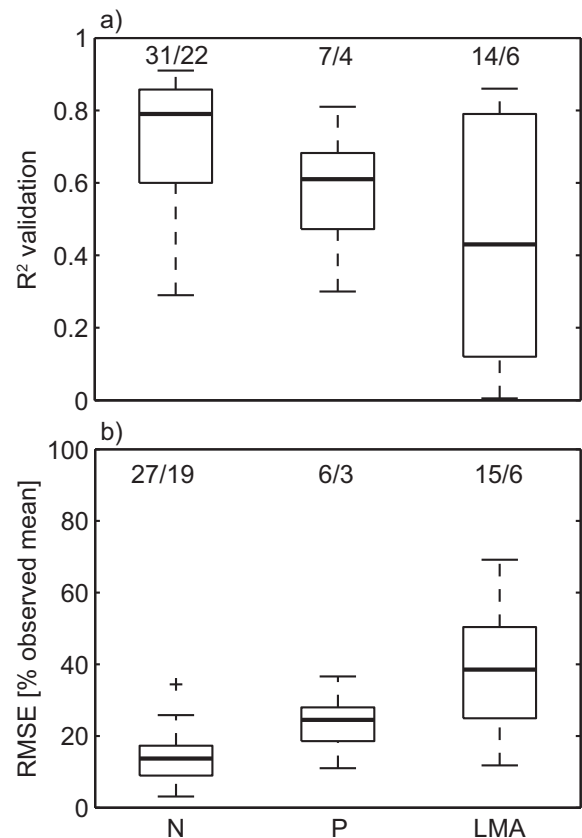 a)
1
31/22 7/4 14/6
0.8
0.6
0.4
0.2
0
R² validation
b)
100
27/19 6/3 15/6
80
60
40
20
0
RMSE [% observed mean]
N P LMA